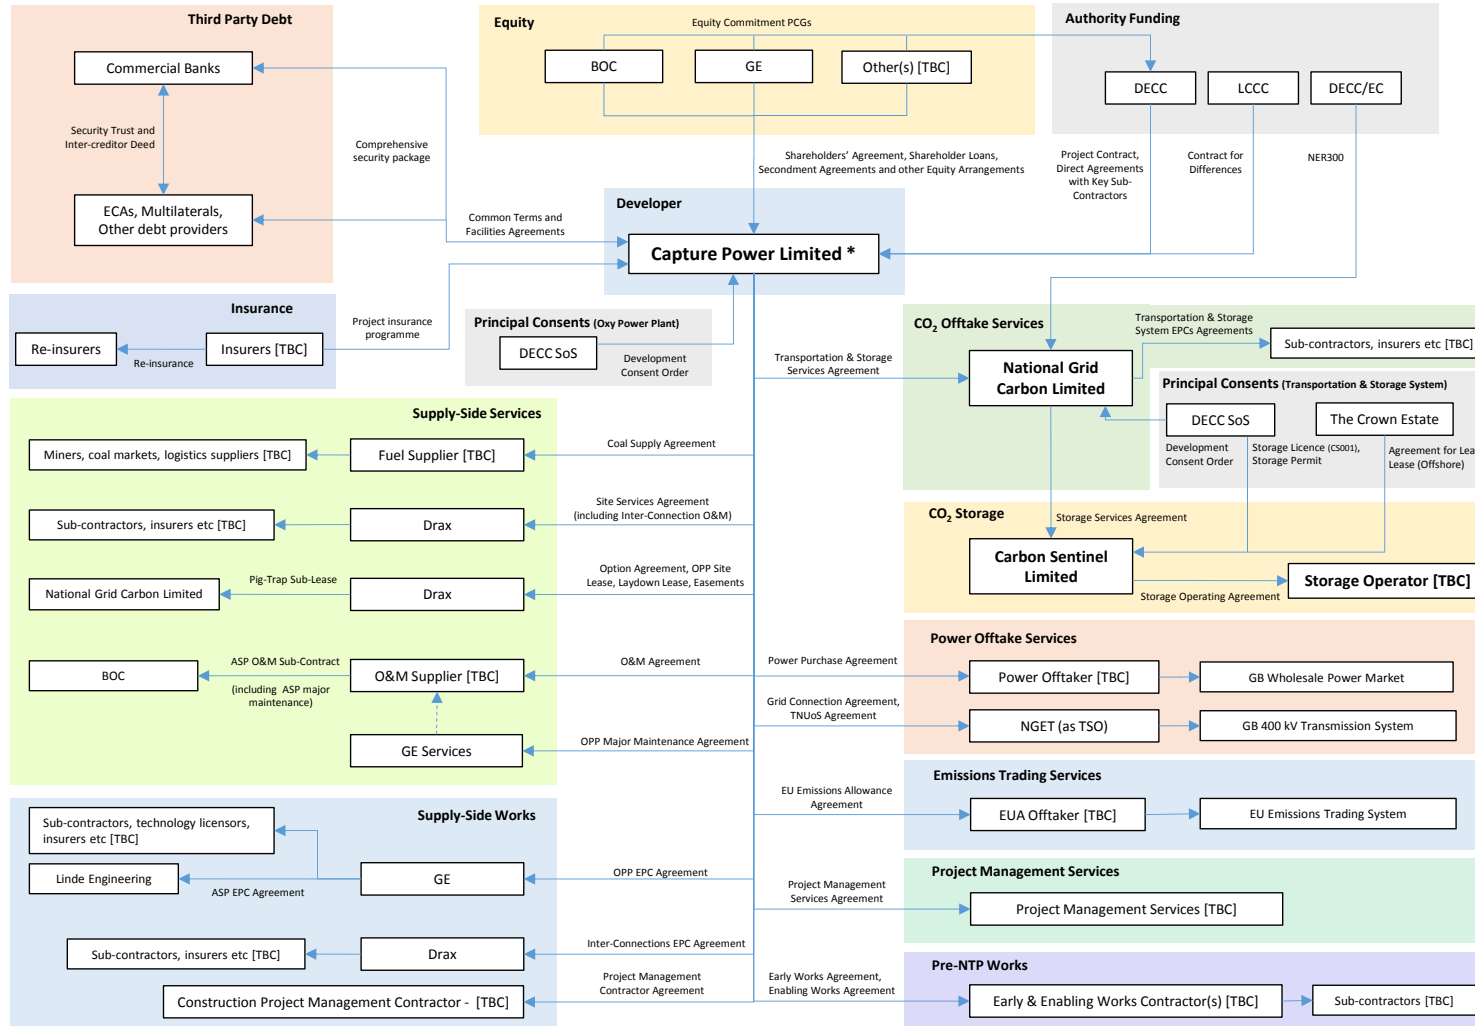 Third Party Debt
Commercial Banks
Security Trust and
Inter-creditor Deed
Comprehensive
security package
ECAs, Multilaterals,
Other debt providers
Common Terms and
Facilities Agreements
Equity
Equity Commitment PCGs
BOC
GE
Other(s) [TBC]
Shareholders' Agreement, Shareholder Loans,
Secondment Agreements and other Equity Arrangements
Authority Funding
DECC
LCCC
DECC/EC
Project Contract,
Direct Agreements
with Key Sub-
Contractors
Contract for
Differences
NER300
Developer
Capture Power Limited *
Insurance
Re-insurers
Re-insurance
Insurers [TBC]
Project insurance
programme
Principal Consents (Oxy Power Plant)
DECC SoS
Development
Consent Order
Transportation & Storage
Services Agreement
CO2 Offtake Services
National Grid
Carbon Limited
Transportation & Storage
System EPCs Agreements
Sub-contractors, insurers etc [TBC]
Principal Consents (Transportation & Storage System)
DECC SoS
The Crown Estate
Development
Consent Order
Storage Licence (CS001),
Storage Permit
Agreement for Lea
Lease (Offshore)
Supply-Side Services
Miners, coal markets, logistics suppliers [TBC]
Fuel Supplier [TBC]
Coal Supply Agreement
Sub-contractors, insurers etc [TBC]
Drax
Site Services Agreement
(including Inter-Connection O&M)
National Grid Carbon Limited
Pig-Trap Sub-Lease
Drax
Option Agreement, OPP Site
Lease, Laydown Lease, Easements
BOC
ASP O&M Sub-Contract
(including ASP major
maintenance)
O&M Supplier [TBC]
O&M Agreement
GE Services
OPP Major Maintenance Agreement
CO2 Storage
Storage Services Agreement
Carbon Sentinel
Limited
Storage Operating Agreement
Storage Operator [TBC]
Power Offtake Services
Power Purchase Agreement
Power Offtaker [TBC]
GB Wholesale Power Market
Grid Connection Agreement,
TNUoS Agreement
NGET (as TSO)
GB 400 kV Transmission System
Emissions Trading Services
EU Emissions Allowance
Agreement
EUA Offtaker [TBC]
EU Emissions Trading System
Supply-Side Works
Sub-contractors, technology licensors,
insurers etc [TBC]
Linde Engineering
ASP EPC Agreement
GE
OPP EPC Agreement
Sub-contractors, insurers etc [TBC]
Drax
Inter-Connections EPC Agreement
Construction Project Management Contractor - [TBC]
Project Management
Contractor Agreement
Project Management Services
Project Management
Services Agreement
Project Management Services [TBC]
Pre-NTP Works
Early Works Agreement,
Enabling Works Agreement
Early & Enabling Works Contractor(s) [TBC]
Sub-contractors [TBC]